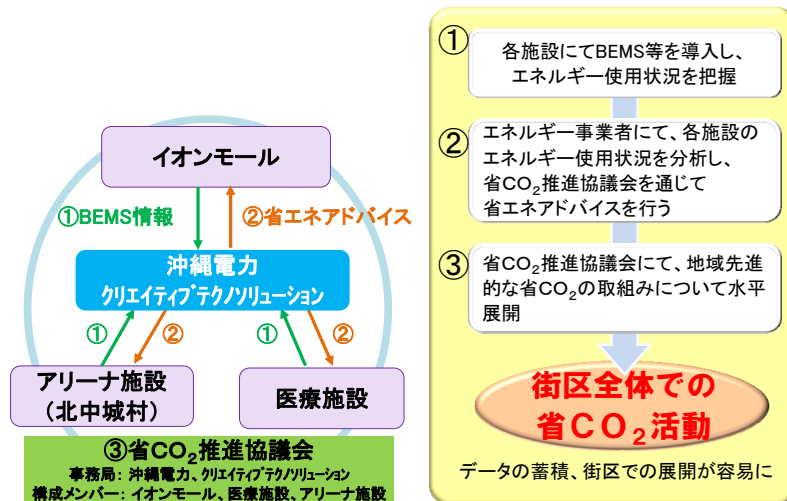 イオンモール
①BEMS情報
②省エネアドバイス
沖縄電力
クリエイティブテクノソリューション
①
②
①
②
アリーナ施設
（北中城村）
医療施設
③省CO₂推進協議会
事務局：沖縄電力、クリエイティブテクノソリューション
構成メンバー：イオンモール、医療施設、アリーナ施設
①
各施設にてBEMS等を導入し、
エネルギー使用状況を把握
②
エネルギー事業者にて、各施設の
エネルギー使用状況を分析し、
省CO₂推進協議会を通じて
省エネアドバイスを行う
③
省CO₂推進協議会にて、地域先進
的な省CO₂の取組みについて水平
展開
街区全体での
省CO₂活動
データの蓄積、街区での展開が容易に